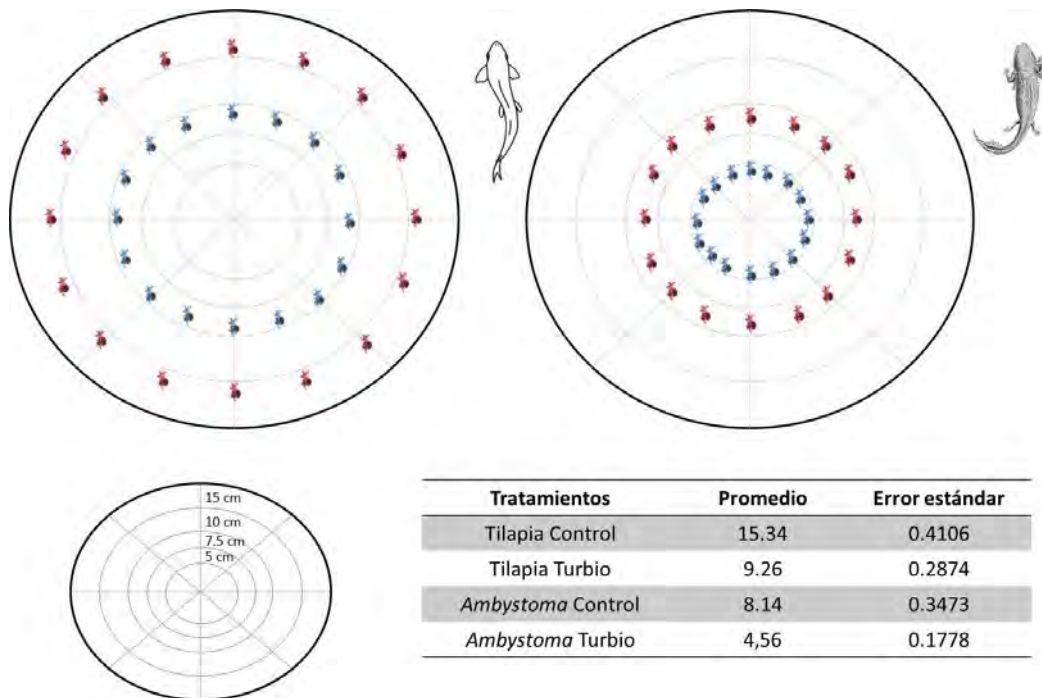 15 cm
10 cm
7.5 cm
5 cm
Tratamientos Promedio Error estándar
Tilapia Control 15.34 0.4106
Tilapia Turbio 9.26 0.2874
Ambystoma Control 8.14 0.3473
Ambystoma Turbio 4,56 0.1778